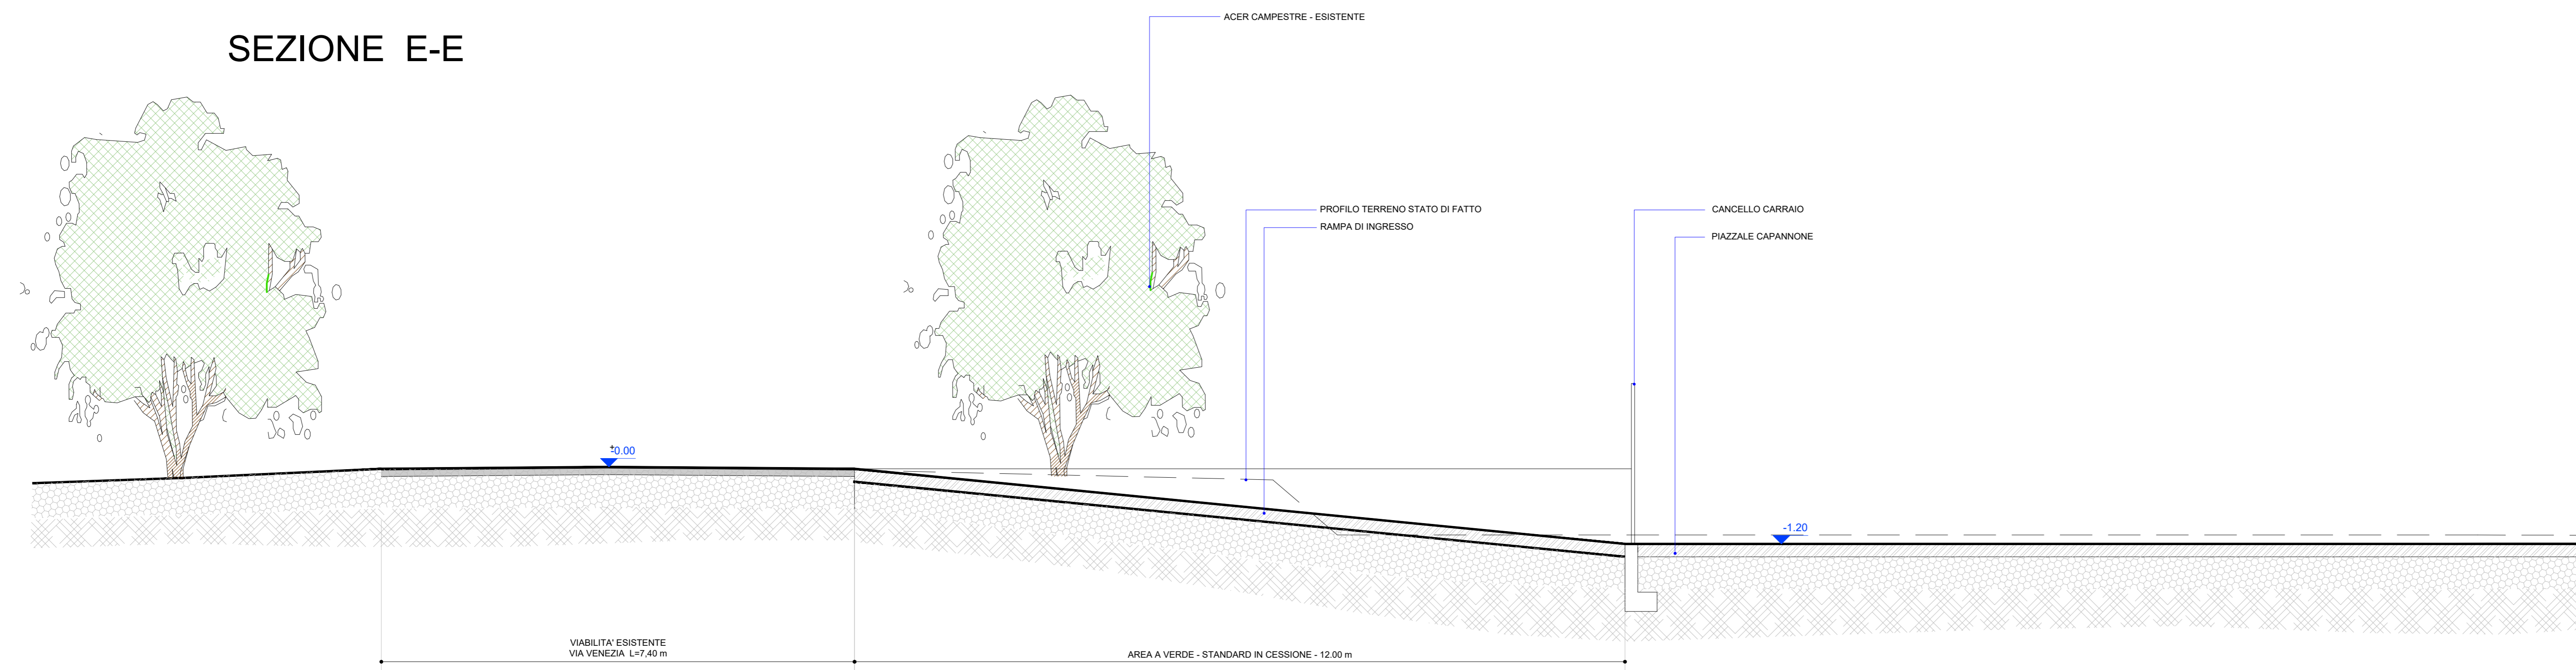 SEZIONE E-E
ACER CAMPESTRE - ESISTENTE
PROFILO TERRENO STATO DI FATTO
RAMPA DI INGRESSO
CANCELLO CARRAIO
PIAZZALE CAPANNONE
±0.00
-1.20
VIABILITA' ESISTENTE
VIA VENEZIA L=7,40 m
AREA A VERDE - STANDARD IN CESSIONE - 12.00 m